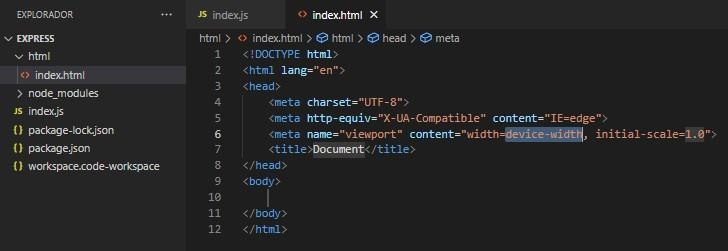 EXPLORADOR
EXPRESS
html
index.html
node_modules
JS index.js
{} package-lock.json
{} package.json
{} workspace.code-workspace
JS index.js
<> index.html ×
html > <> index.html > html > head > meta
1 <!DOCTYPE html>
2 <html lang="en">
3 <head>
4 <meta charset="UTF-8">
5 <meta http-equiv="X-UA-Compatible" content="IE=edge">
6 <meta name="viewport" content="width=device-width, initial-scale=1.0">
7 <title>Document</title>
8 </head>
9 <body>
10
11 </body>
12 </html>